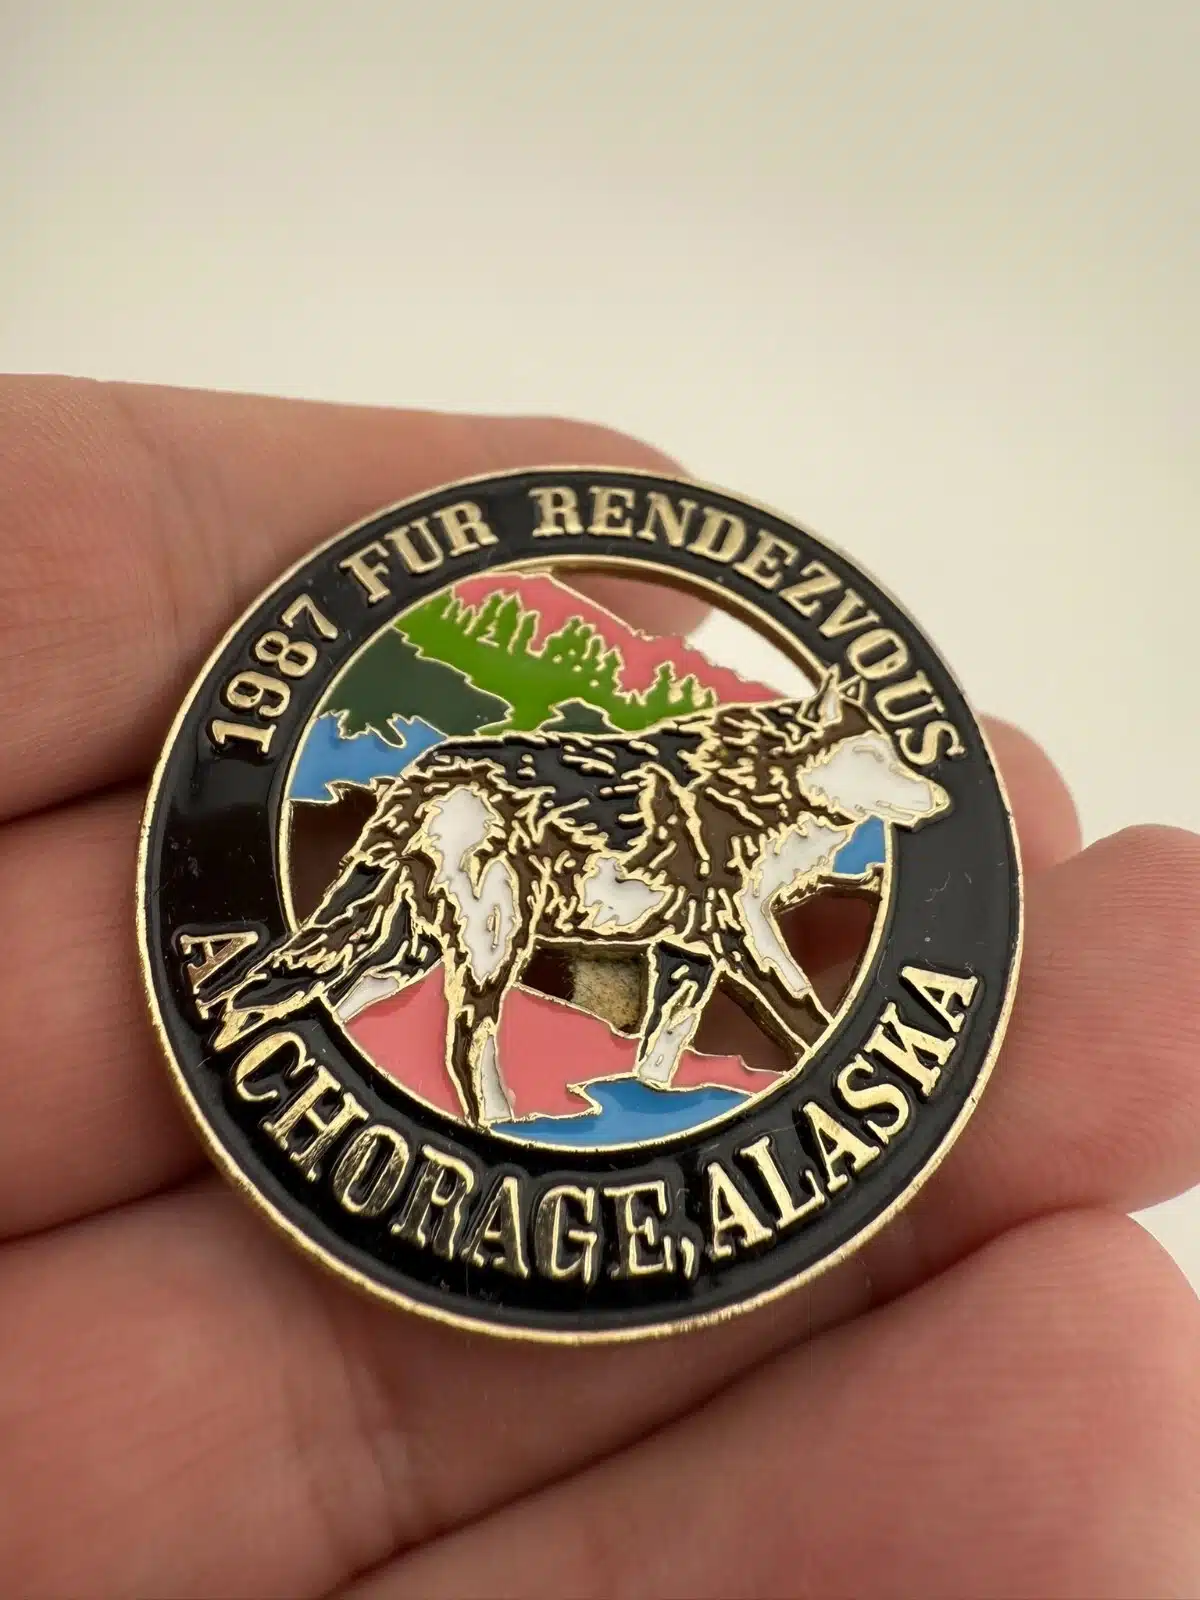 1987 FUR RENDEZVOUS
ANCHORAGE, ALASKA